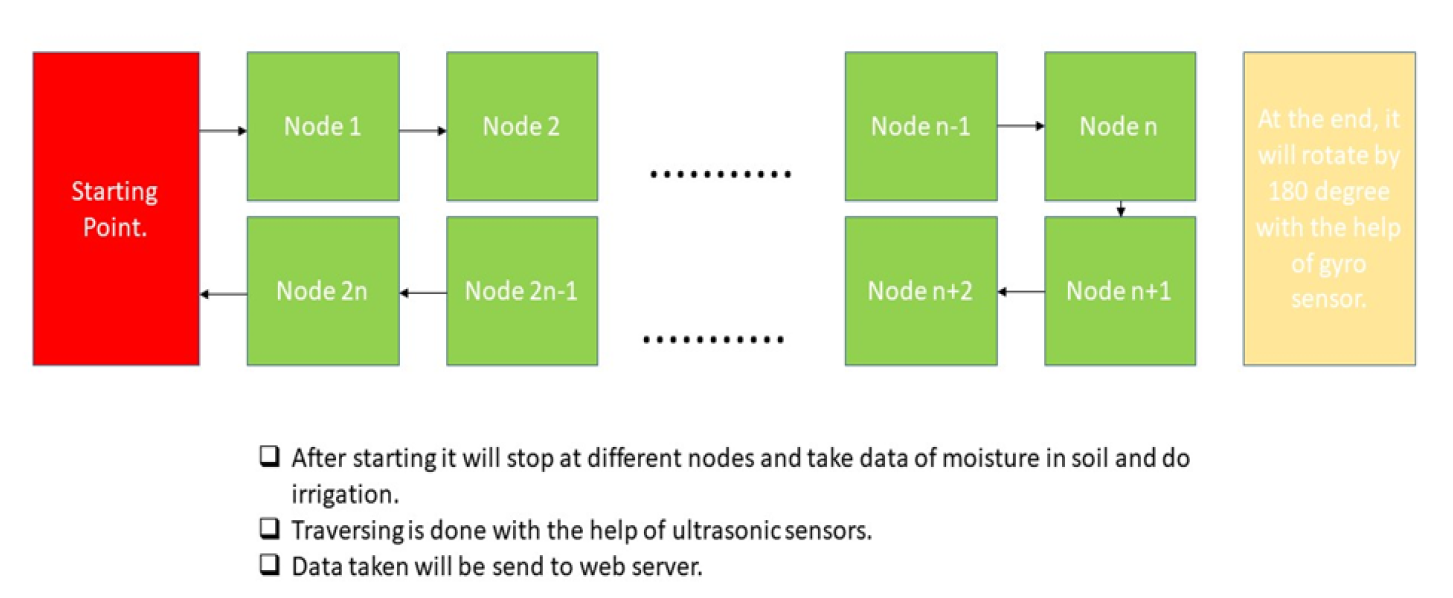 Starting
Point.
Node 1
Node 2
...........
Node n-1
Node n
At the end, it
will rotate by
180 degree
with the help
of gyro
sensor.
Node 2n
Node 2n-1
...........
Node n+2
Node n+1
❑ After starting it will stop at different nodes and take data of moisture in soil and do
irrigation.
❑ Traversing is done with the help of ultrasonic sensors.
❑ Data taken will be send to web server.